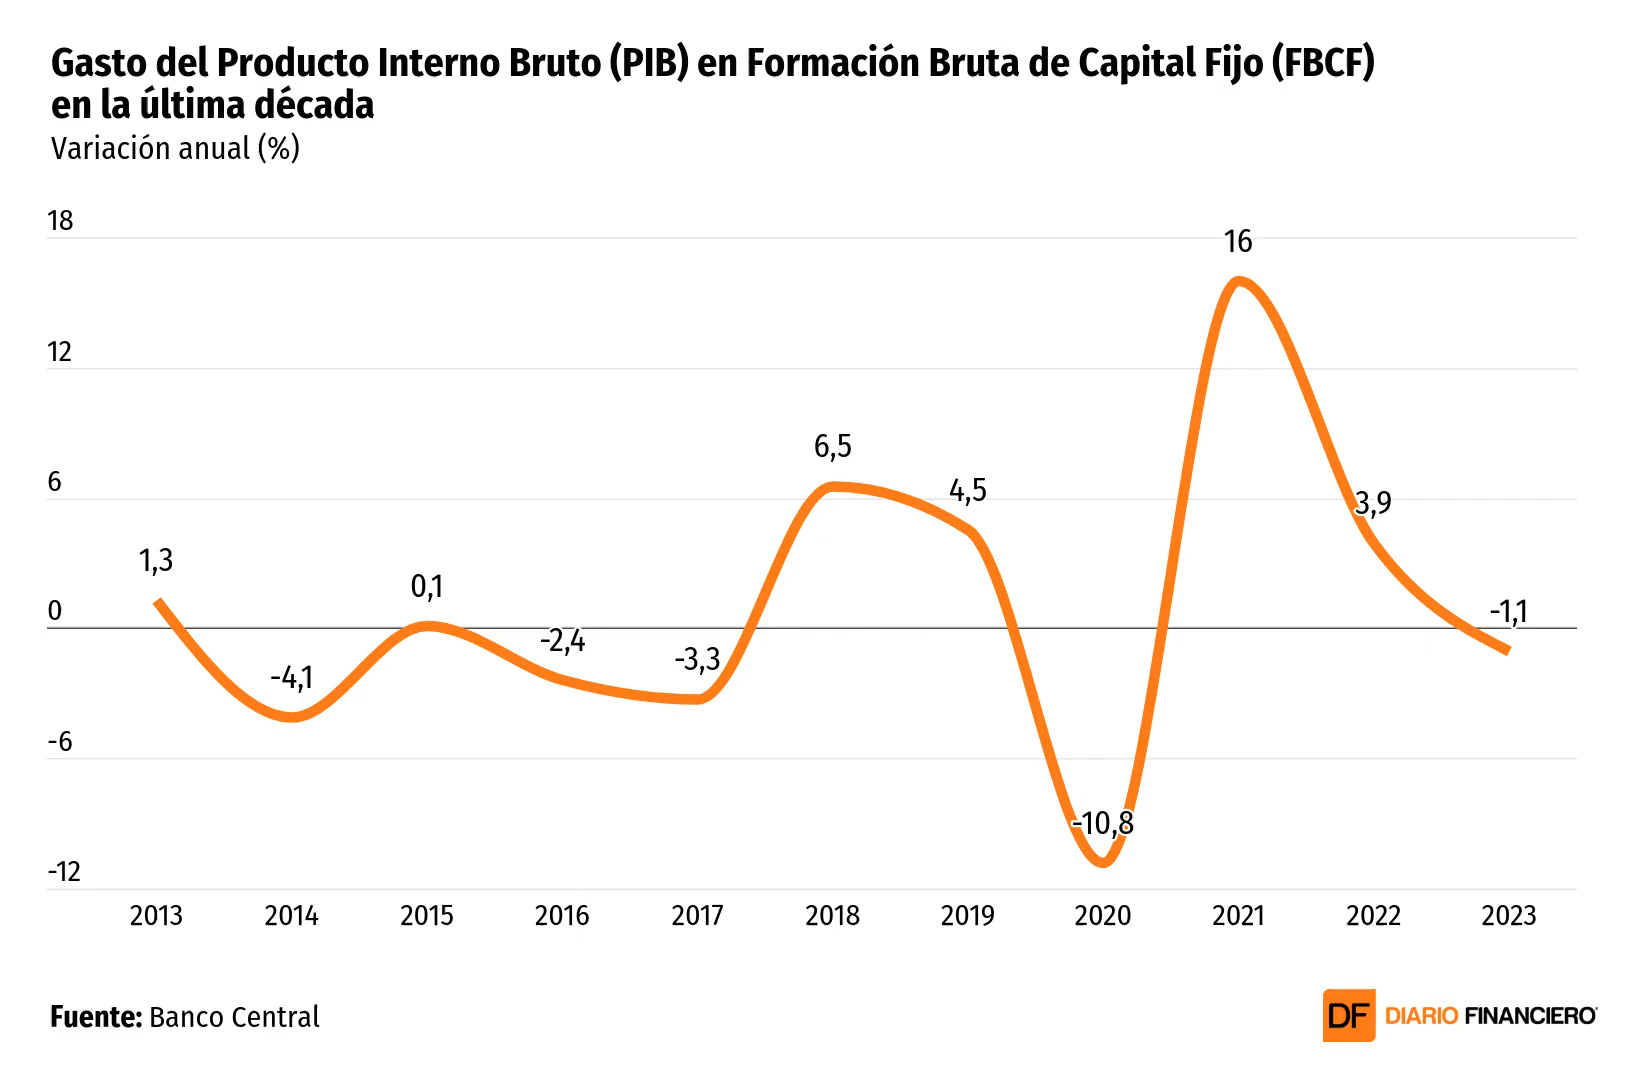 Gasto del Producto Interno Bruto (PIB) en Formación Bruta de Capital Fijo (FBCF)
en la última década
Variación anual (%)
18
12
6
0
-6
-12
1,3
-4,1
0,1
-2,4
-3,3
6,5
4,5
-10,8
16
3,9
-1,1
2013 2014 2015 2016 2017 2018 2019 2020 2021 2022 2023
Fuente: Banco Central
DF DIARIO FINANCIERO